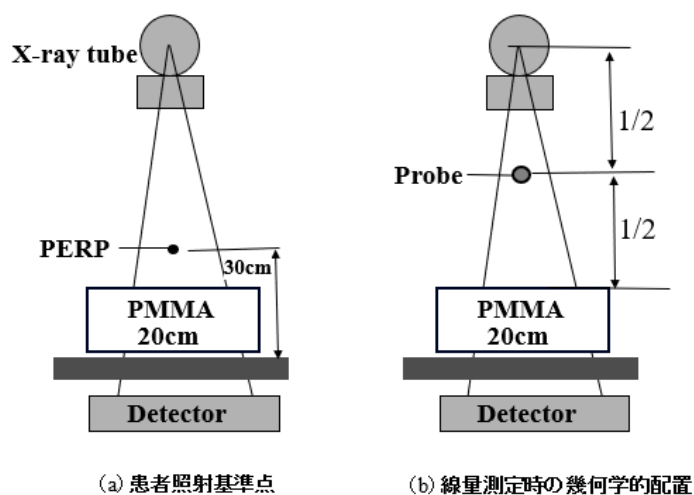 X-ray tube
PERP
30cm
PMMA
20cm
Detector
(a) 患者照射基準点
1/2
Probe
1/2
PMMA
20cm
Detector
(b) 線量測定時の幾何学的配置